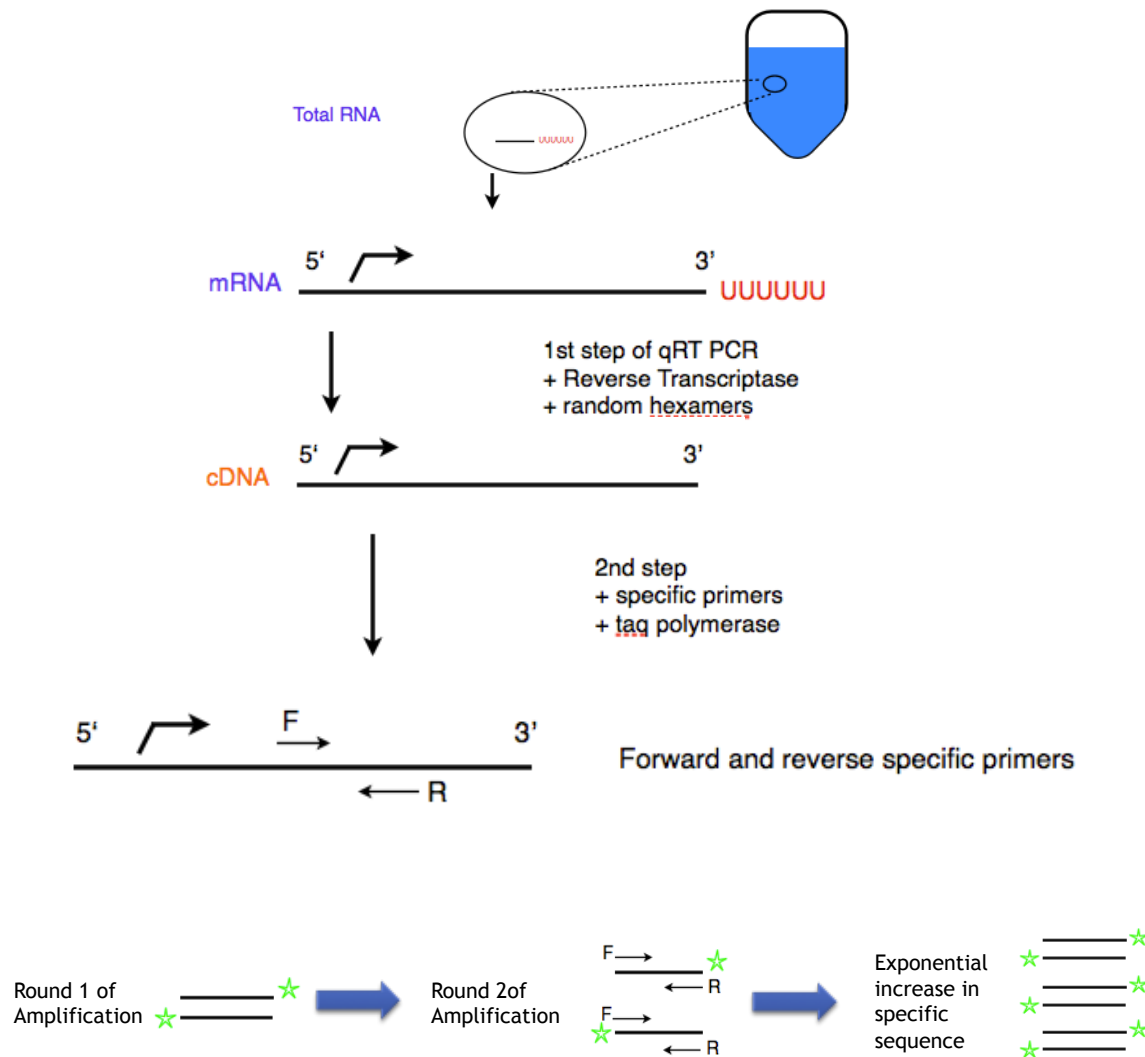 Total RNA
UUUUUU
5‘
3’
mRNA
UUUUUU
1st step of qRT PCR
+ Reverse Transcriptase
+ random hexamers
5‘
3’
cDNA
2nd step
+ specific primers
+ taq polymerase
5‘
F
3’
R
Forward and reverse specific primers
Round 1 of
Amplification
Round 2of
Amplification
F
R
F
R
Exponential
increase in
specific
sequence